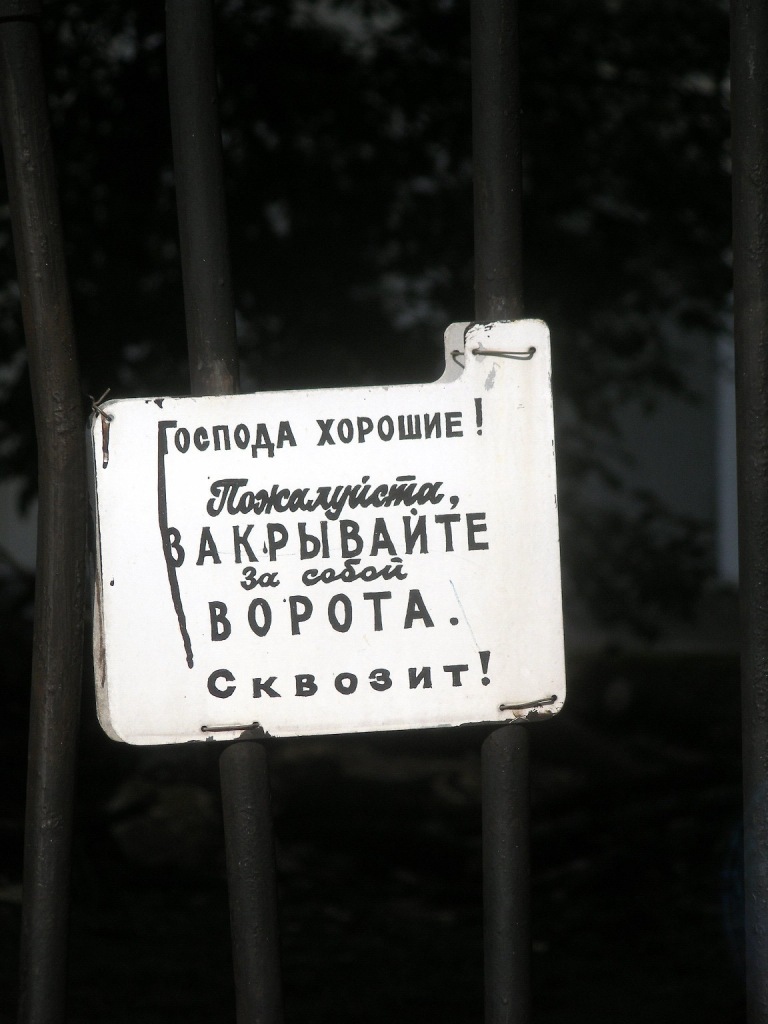 Господа хорошие!
Пожалуйста,
ЗАКРЫВАЙТЕ
За собой
ВОРОТА.
Сквозит!